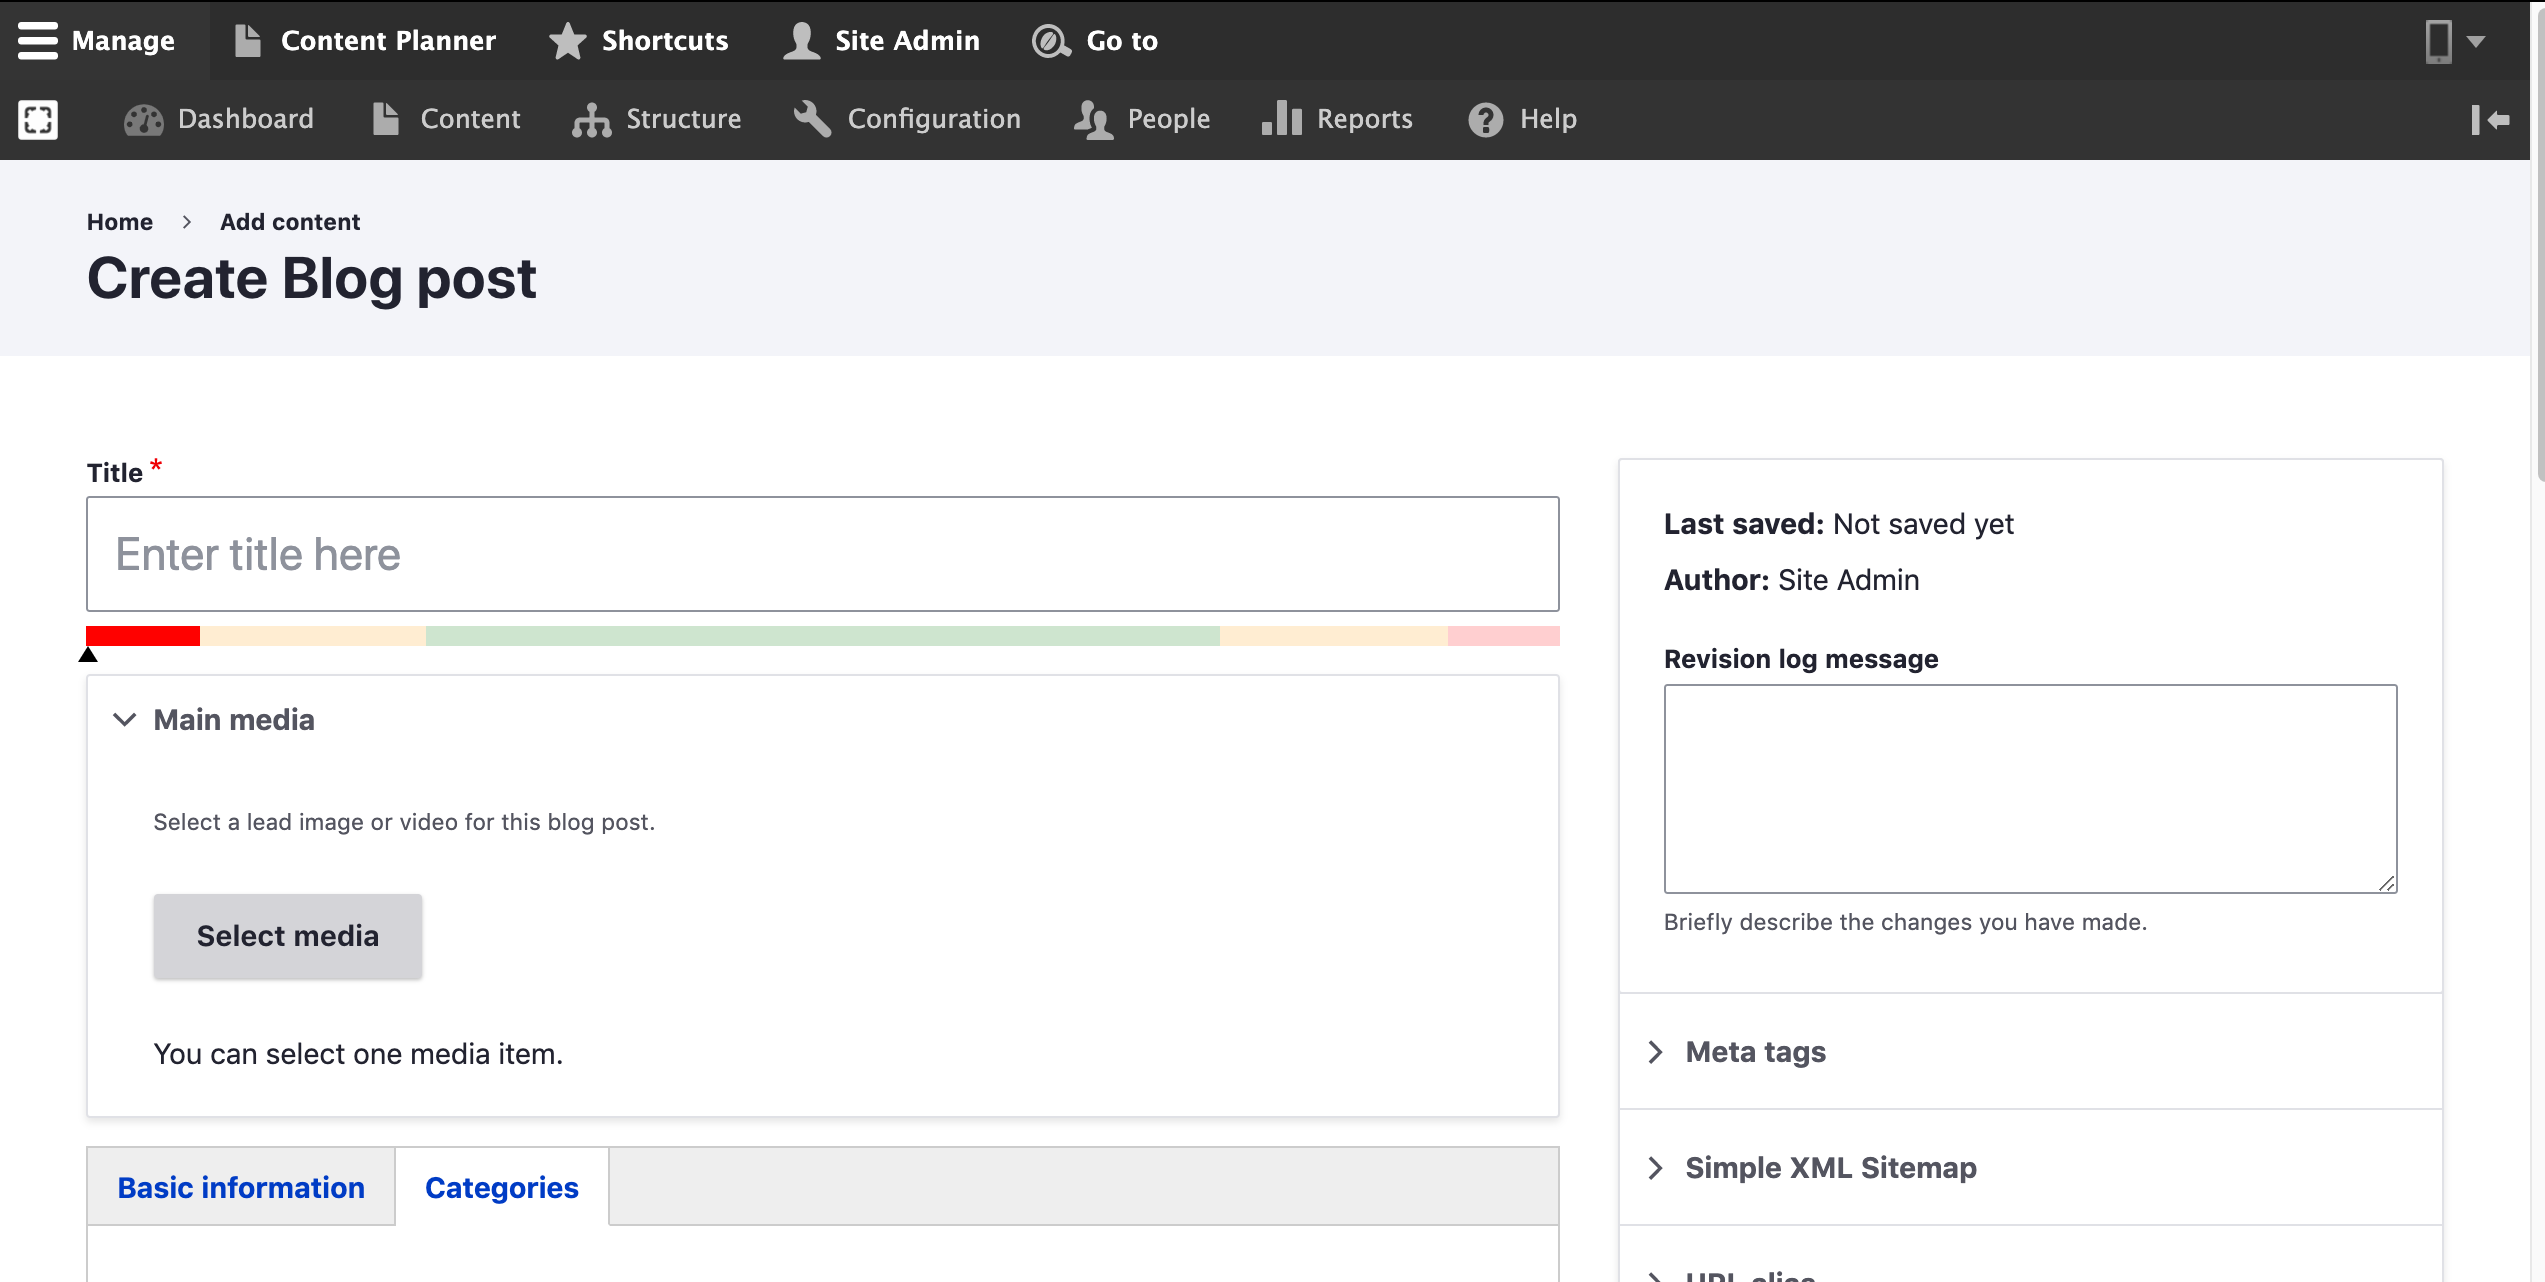 Manage Content Planner Shortcuts Site Admin Go to
Dashboard Content Structure Configuration People Reports Help
Home > Add content
Create Blog post
Title *
Enter title here
Main media
Select a lead image or video for this blog post.
Select media
You can select one media item.
Basic information Categories
Last saved: Not saved yet
Author: Site Admin
Revision log message
Briefly describe the changes you have made.
Meta tags
Simple XML Sitemap
URL alias